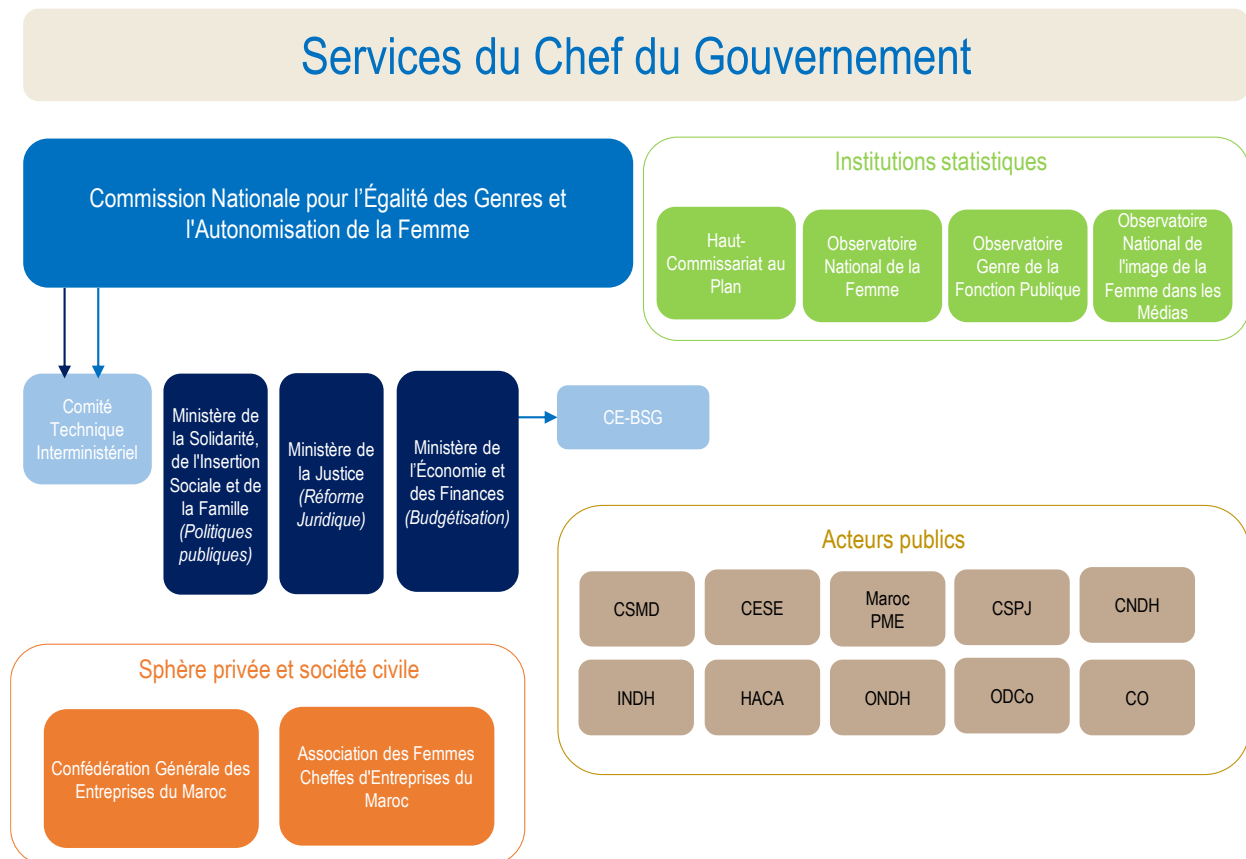 Services du Chef du Gouvernement
Commission Nationale pour l’Égalité des Genres et
l'Autonomisation de la Femme
Institutions statistiques
Haut-
Commissariat au
Plan
Observatoire
National de la
Femme
Observatoire
Genre de la
Fonction Publique
Observatoire
National de
l'image de la
Femme dans les
Médias
Comité
Technique
Interministériel
Ministère de
la Solidarité,
de l'Insertion
Sociale et de
la Famille
(Politiques
publiques)
Ministère de
la Justice
(Réforme
Juridique)
Ministère de
l’Économie et
des Finances
(Budgétisation)
CE-BSG
Acteurs publics
CSMD
CESE
Maroc
PME
CSPJ
CNDH
INDH
HACA
ONDH
ODCo
CO
Sphère privée et société civile
Confédération Générale des
Entreprises du Maroc
Association des Femmes
Cheffes d'Entreprises du
Maroc